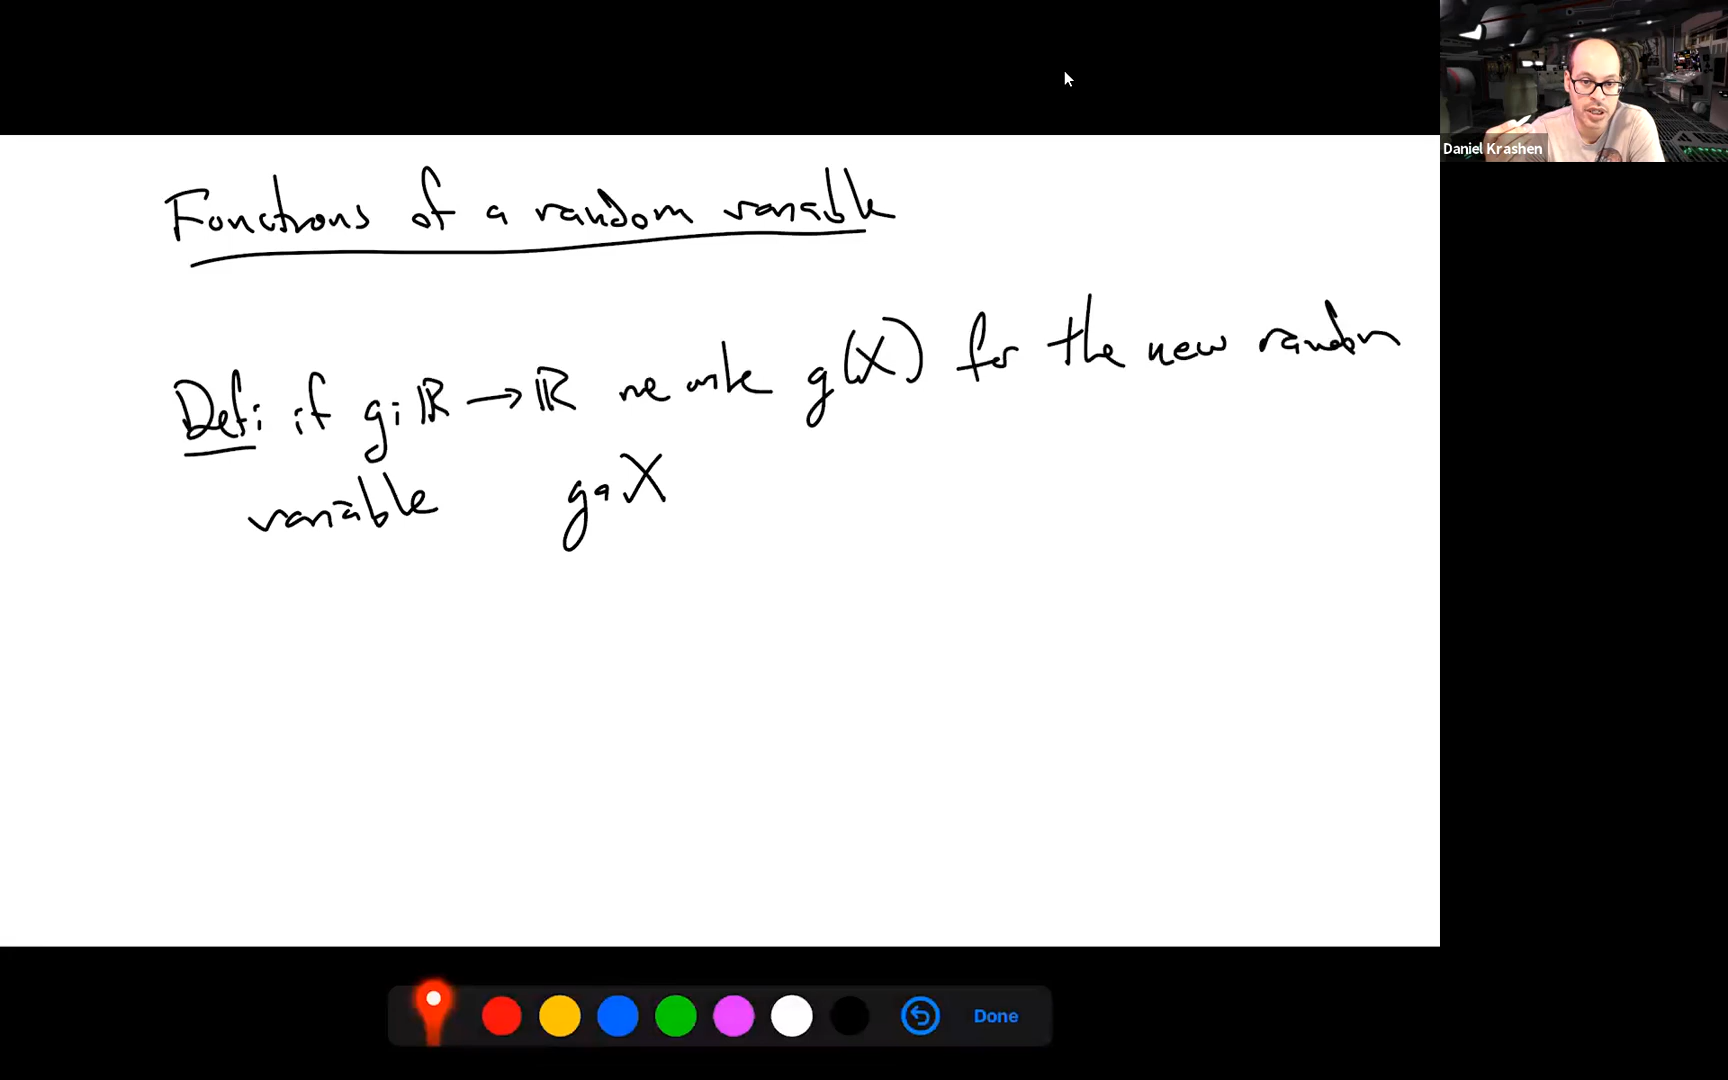 Functions of a random variable
Daniel Krashen
Def: if g: ℝ → ℝ we write g(X) for the new random
variable g∘X
Done